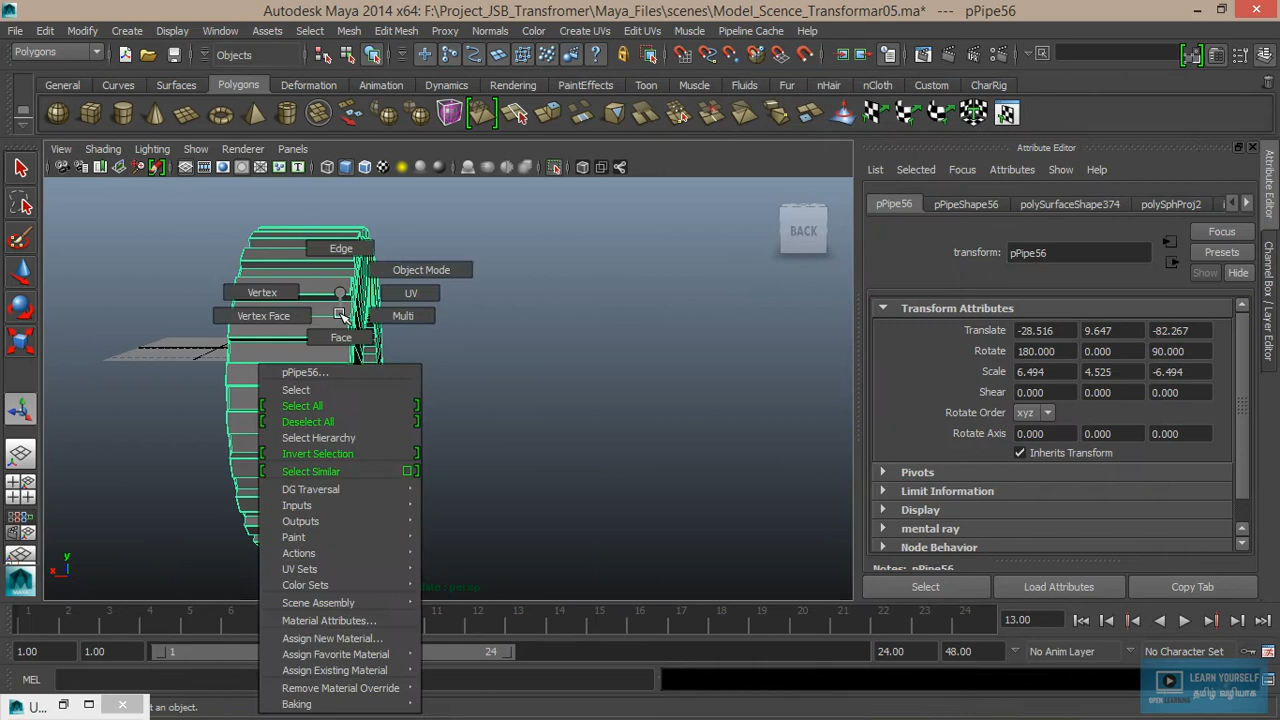 Autodesk Maya 2014 x64: F:\Project_JSB_Transfromer\Maya_Files\scenes\Model_Scence_Transformar05.ma* --- pPipe56
File Edit Modify Create Display Window Assets Select Mesh Edit Mesh Proxy Normals Color Create UVs Edit UVs Muscle Pipeline Cache Help
Polygons Objects
General Curves Surfaces Polygons Deformation Animation Dynamics Rendering PaintEffects Toon Muscle Fluids Fur nHair nCloth Custom CharRig
View Shading Lighting Show Renderer Panels
Attribute Editor
List Selected Focus Attributes Show Help
pPipe56 pPipeShape56 polySurfaceShape374 polySphProj2
Focus
transform: pPipe56 Presets
Show Hide
BACK
Edge
Object Mode
Vertex UV
Vertex Face Multi
Face
Transform Attributes
Translate -28.516 9.647 -82.267
Rotate 180.000 0.000 90.000
Scale 6.494 4.525 -6.494
Shear 0.000 0.000 0.000
Rotate Order xyz
Rotate Axis 0.000 0.000 0.000
Inherits Transform
Pivots
Limit Information
Display
mental ray
Node Behavior
Notes: pPipe56
Select Load Attributes Copy Tab
Attribute Editor
Channel Box / Layer Editor
pPipe56...
Select
Select All
Deselect All
Select Hierarchy
Invert Selection
Select Similar
DG Traversal
Inputs
Outputs
Paint
Actions
UV Sets
Color Sets
Scene Assembly
Material Attributes...
Assign New Material...
Assign Favorite Material
Assign Existing Material
Remove Material Override
Baking
y
x
persp
1 2 3 4 5 6 11 12 13 14 15 16 17 18 19 20 21 22 23 24
13.00
1.00 1.00 1 24 24.00 48.00 No Anim Layer No Character Set
MEL
U...
t an object.
LEARN YOURSELF
தமிழ் வழியாக
OPEN LEARNING